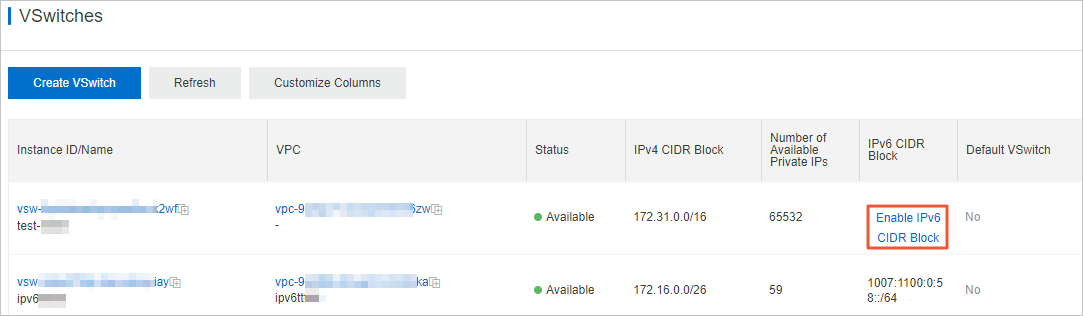 VSwitches
Create VSwitch Refresh Customize Columns
Instance ID/Name VPC Status IPv4 CIDR Block Number of Available Private IPs IPv6 CIDR Block Default VSwitch
vsw- k2wf vpc-9 6zw Available 172.31.0.0/16 65532 Enable IPv6 CIDR Block No
test- -
vsw iay vpc-9 ka Available 172.16.0.0/26 59 1007:1100:0:58::/64 No
ipv6 ipv6tt